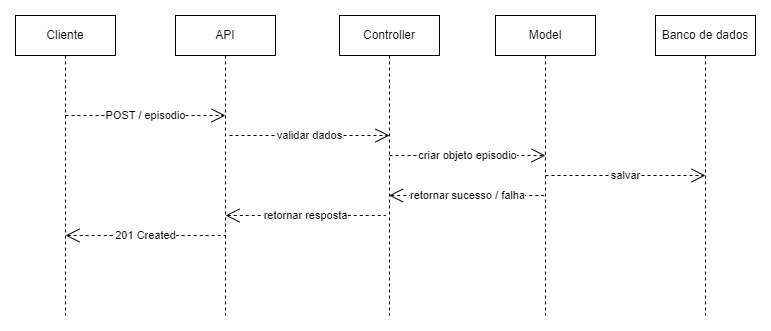 Cliente
API
Controller
Model
Banco de dados
POST / episodio
validar dados
criar objeto episodio
salvar
retornar sucesso / falha
retornar resposta
201 Created